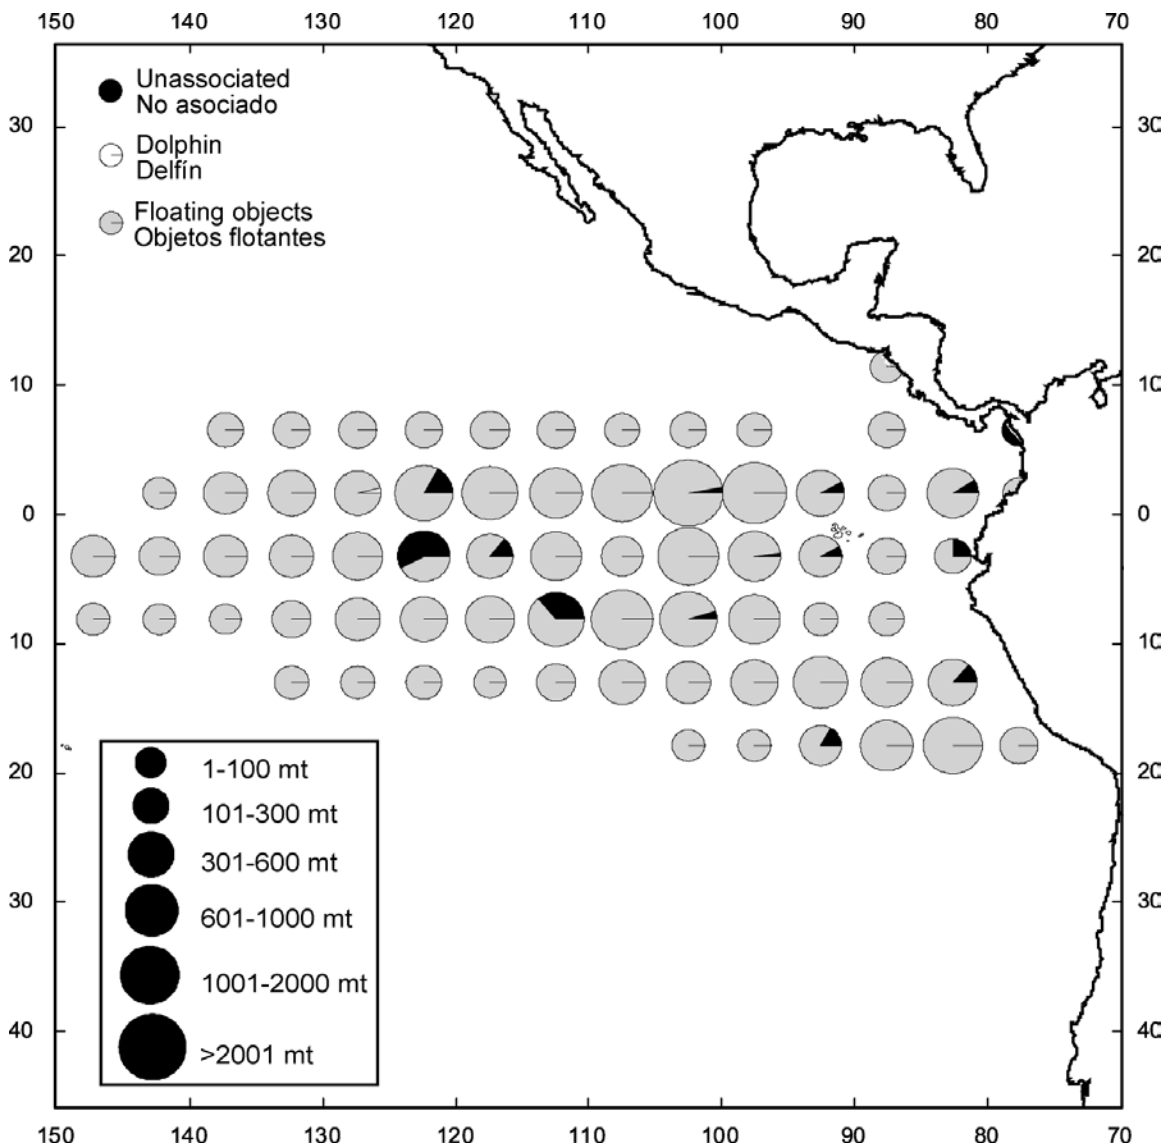 150 140 130 120 110 100 90 80 70
Unassociated
No asociado
Dolphin
Delfín
Floating objects
Objetos flotantes
30 30
20 20
10 10
0 0
10 10
20 20
30 30
40 40
1-100 mt
101-300 mt
301-600 mt
601-1000 mt
1001-2000 mt
>2001 mt
150 140 130 120 110 100 90 80 70